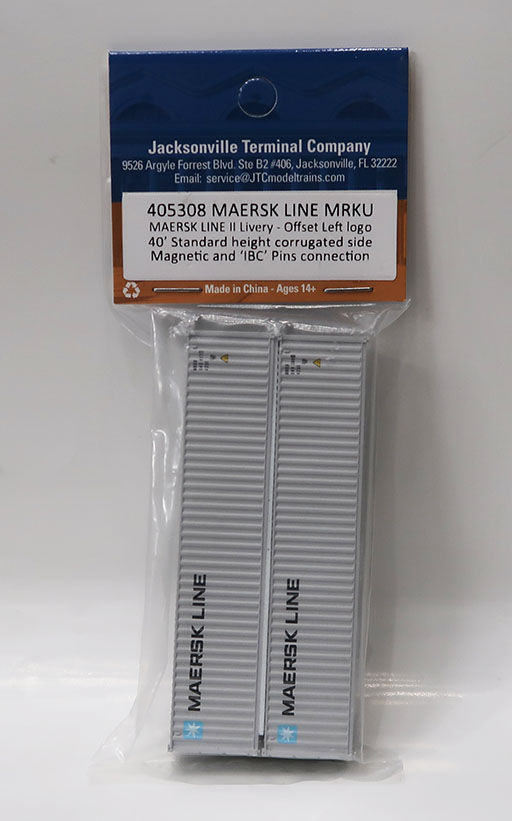 Jacksonville Terminal Company
9526 Argyle Forrest Blvd. Ste B2 #406, Jacksonville, FL 32222
Email: service@JTCmodeltrains.com
405308 MAERSK LINE MRKU
MAERSK LINE II Livery - Offset Left logo
40' Standard height corrugated side
Magnetic and 'IBC' Pins connection
Made in China - Ages 14+
MAERSK LINE
MAERSK LINE